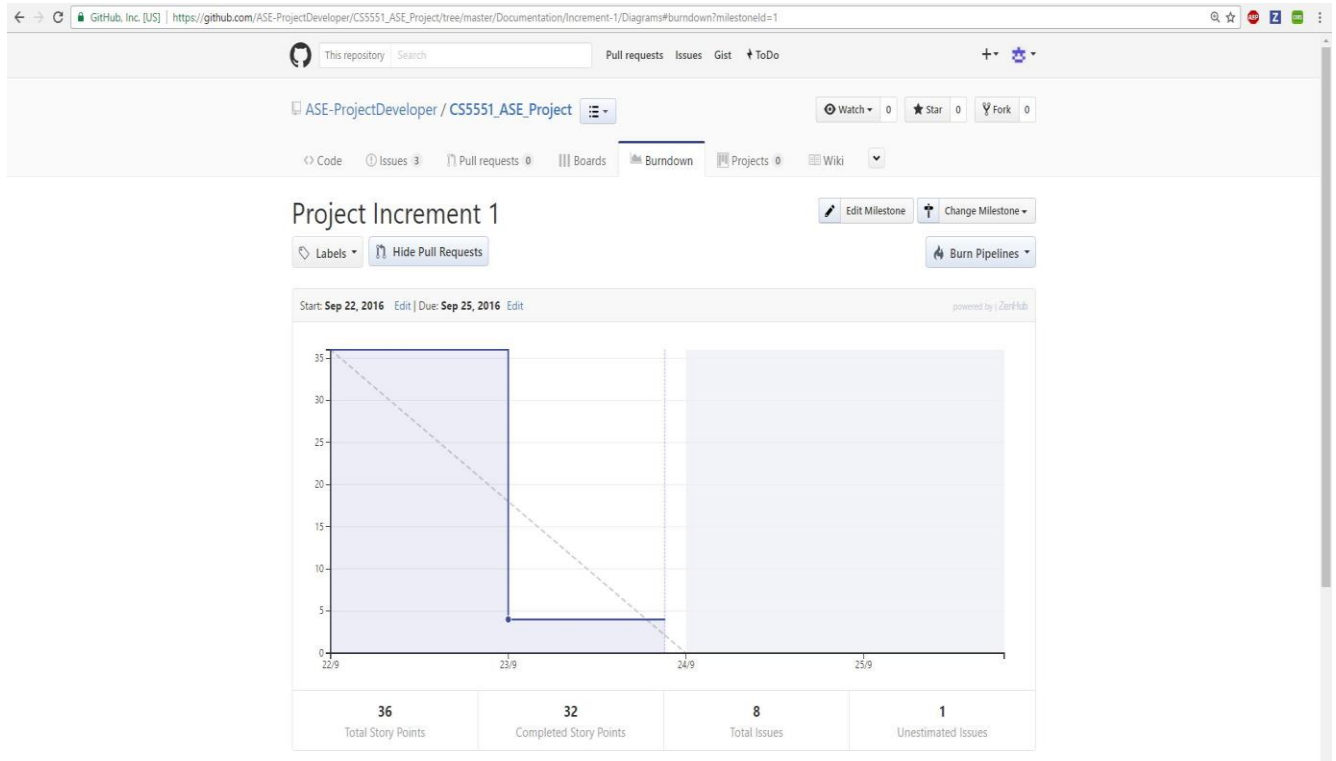 GitHub, Inc. [US] | https://github.com/ASE-ProjectDeveloper/CS5551_ASE_Project/tree/master/Documentation/Increment-1/Diagrams#burndown?milestoneId=1
ABP Z
This repository Search Pull requests Issues Gist ToDo
ASE-ProjectDeveloper / CS5551_ASE_Project Watch 0 Star 0 Fork 0
Code Issues 3 Pull requests 0 Boards Burndown Projects 0 Wiki
Project Increment 1 Edit Milestone Change Milestone
Labels Hide Pull Requests Burn Pipelines
Start: Sep 22, 2016 Edit | Due: Sep 25, 2016 Edit powered by | ZenHub
35
30
25
20
15
10
5
0
22/9 23/9 24/9 25/9
36 32 8 1
Total Story Points Completed Story Points Total Issues Unestimated Issues